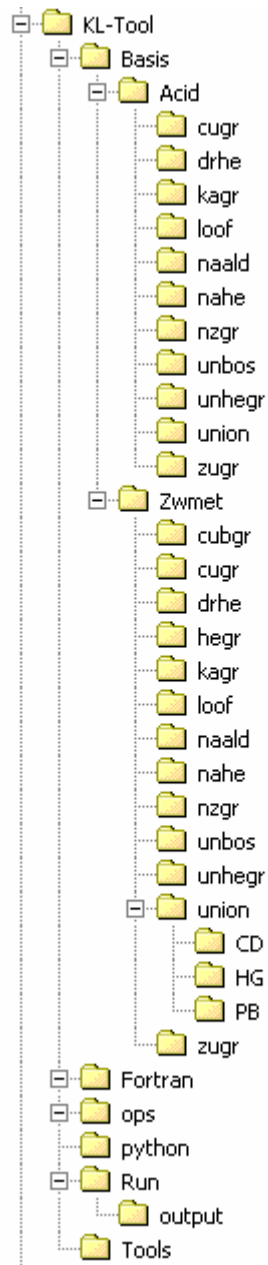 KL-Tool
Basis
Acid
cugr
drhe
kagr
loof
naald
nahe
nzgr
unbos
unhegr
union
zugr
Zwmet
cubgr
cugr
drhe
hegr
kagr
loof
naald
nahe
nzgr
unbos
unhegr
union
CD
HG
PB
zugr
Fortran
ops
python
Run
output
Tools